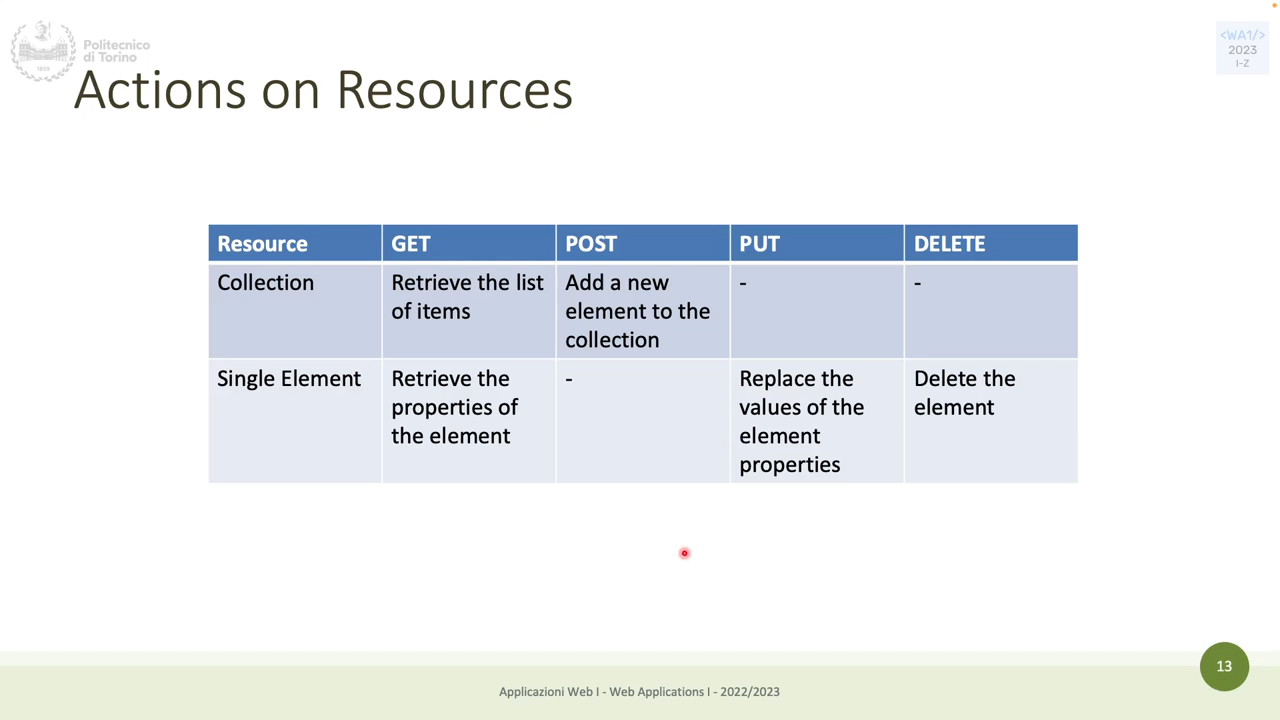 Politecnico
di Torino
1859
<WA1/>
2023
I-Z
Actions on Resources
Resource GET POST PUT DELETE
Collection Retrieve the list Add a new - -
of items element to the
collection
Single Element Retrieve the - Replace the Delete the
properties of values of the element
the element element
properties
13
Applicazioni Web I - Web Applications I - 2022/2023